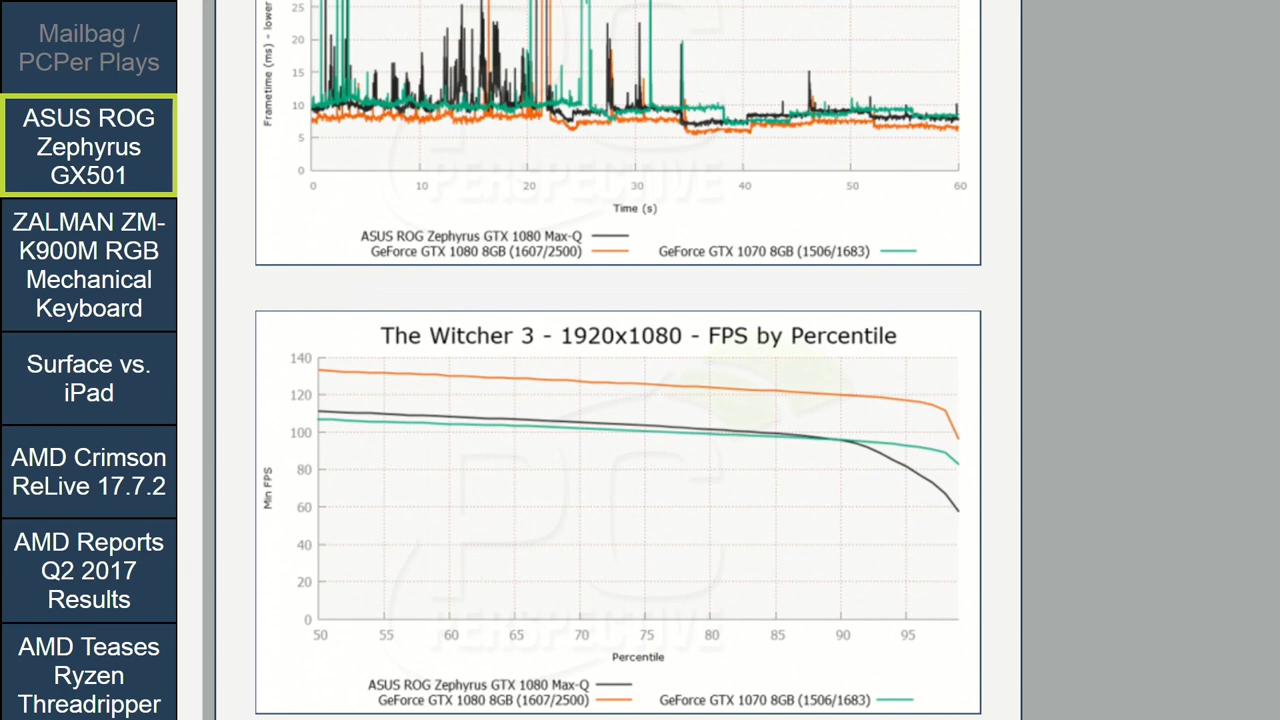 Mailbag /
PCPer Plays
ASUS ROG
Zephyrus
GX501
ZALMAN ZM-
K900M RGB
Mechanical
Keyboard
Surface vs.
iPad
AMD Crimson
ReLive 17.7.2
AMD Reports
Q2 2017
Results
AMD Teases
Ryzen
Threadripper
Frametime (ms) - lower
25
20
15
10
5
0
0 10 20 30 40 50 60
Time (s)
PC
PERSPECTIVE
ASUS ROG Zephyrus GTX 1080 Max-Q
GeForce GTX 1080 8GB (1607/2500) GeForce GTX 1070 8GB (1506/1683)
The Witcher 3 - 1920x1080 - FPS by Percentile
Min FPS
140
120
100
80
60
40
20
0
50 55 60 65 70 75 80 85 90 95
Percentile
PC
PERSPECTIVE
ASUS ROG Zephyrus GTX 1080 Max-Q
GeForce GTX 1080 8GB (1607/2500) GeForce GTX 1070 8GB (1506/1683)